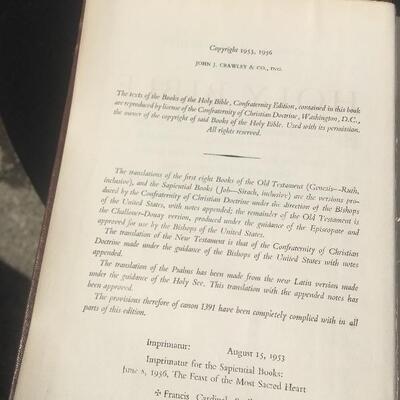 Copyright 1953, 1956
JOHN J. CRAWLEY & CO., INC.
The texts of the Books of the Holy Bible, Confraternity Edition, contained in this book
are reproduced by license of the Confraternity of Christian Doctrine, Washington, D.C.,
the owner of the copyright of said Books of the Holy Bible. Used with its permission.
All rights reserved.
The translations of the first eight Books of the Old Testament (Genesis—Ruth,
inclusive), and the Sapiential Books (Job—Sirach, inclusive) are the versions pro-
duced by the Confraternity of Christian Doctrine under the direction of the Bishops
of the United States, with notes appended; the remainder of the Old Testament is
the Challoner-Douay version, produced under the guidance of the Episcopate and
approved for use by the Bishops of the United States.
The translation of the New Testament is that of the Confraternity of Christian
Doctrine made under the guidance of the Bishops of the United States with notes
appended.
The translation of the Psalms has been made from the new Latin version made
under the guidance of the Holy See. This translation with the appended notes has
been approved.
The provisions therefore of canon 1391 have been completely complied with in all
parts of this edition.
Imprimatur: August 15, 1953
Imprimatur for the Sapiential Books:
June 8, 1956, The Feast of the Most Sacred Heart
✠ Francis Cardinal